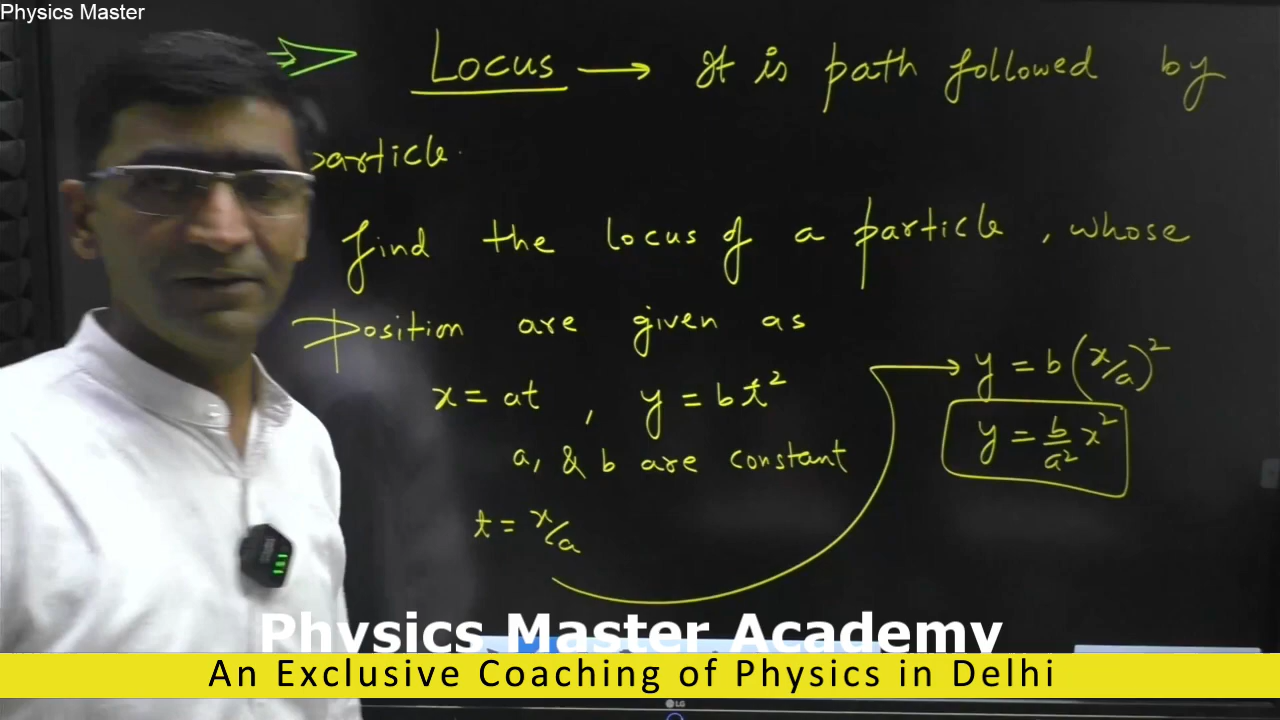 Physics Master
Locus → It is path followed by
particle.
find the locus of a particle, whose
position are given as
x = at , y = bt²
a, & b are constant
t = x/a
y = b(x/a)²
y = b/a² x²
Physics Master Academy
An Exclusive Coaching of Physics in Delhi
LG